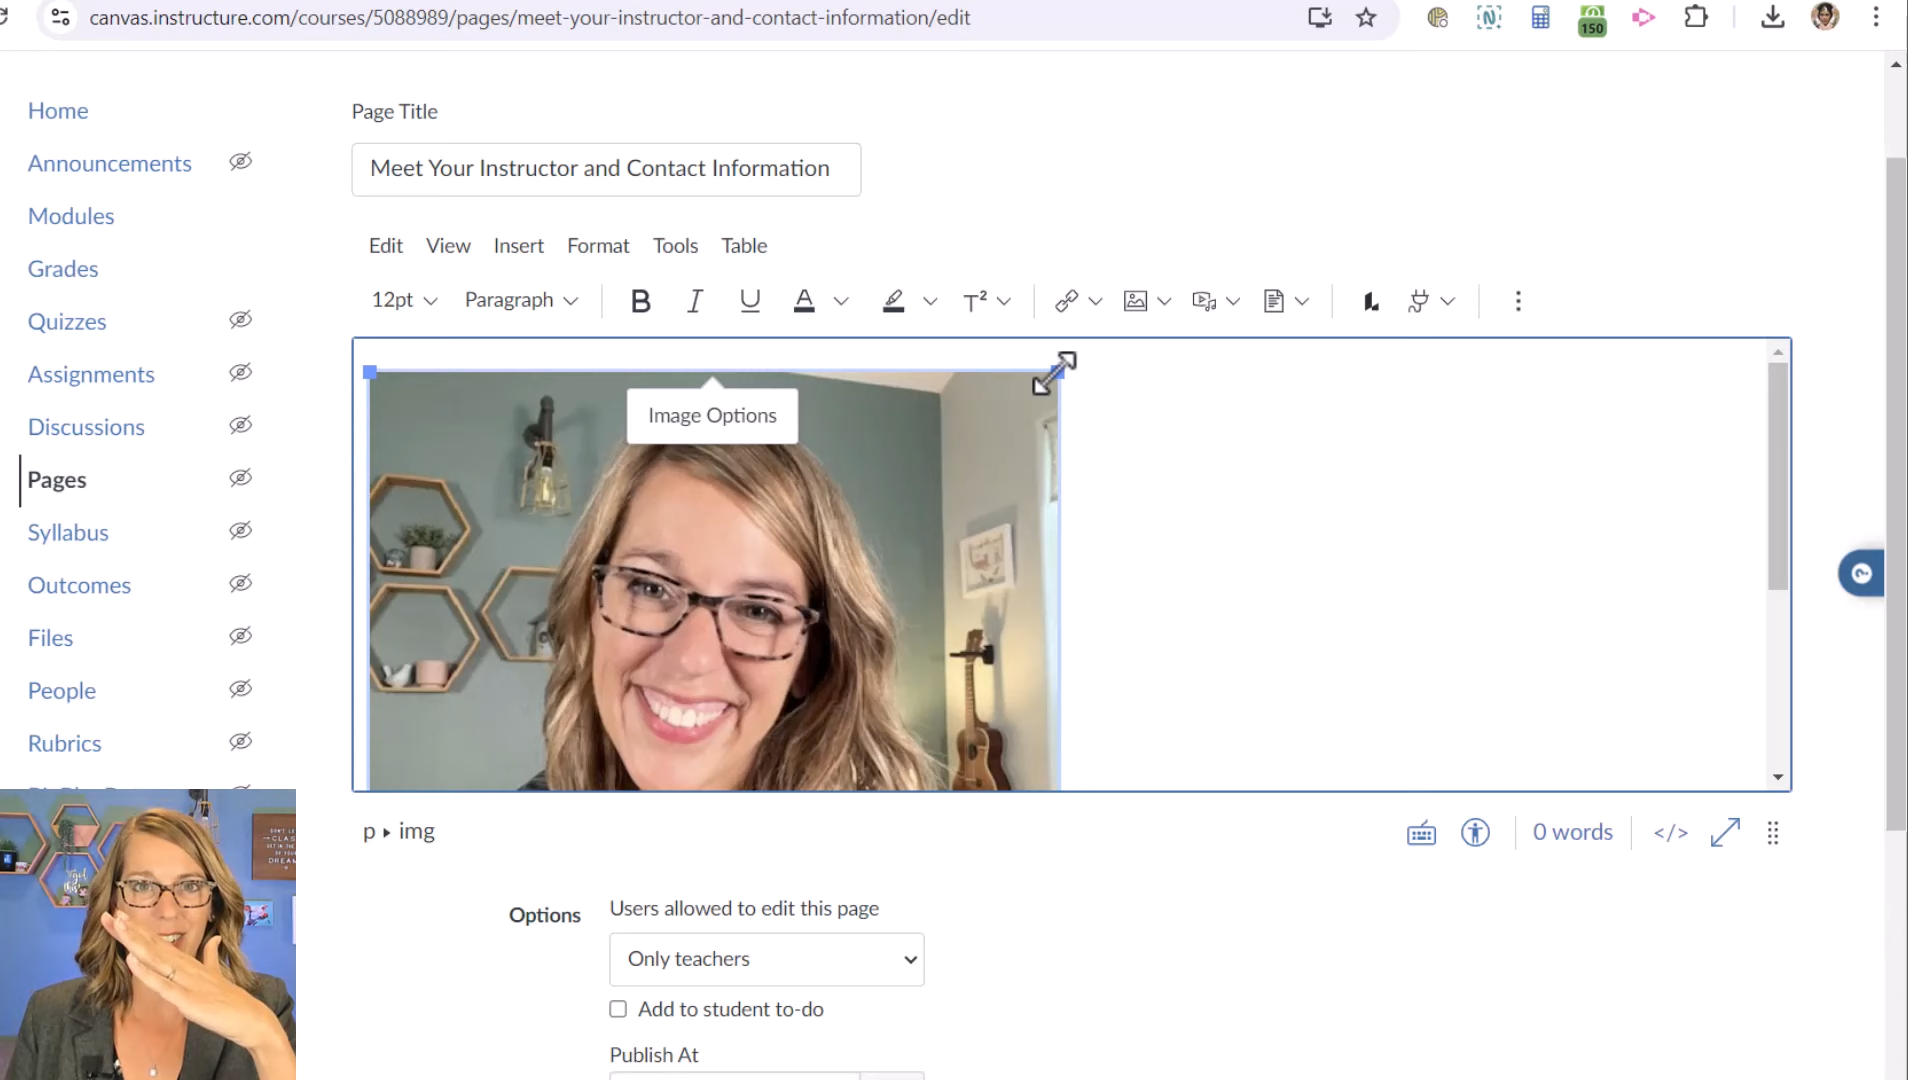 canvas.instructure.com/courses/5088989/pages/meet-your-instructor-and-contact-information/edit
150
Home
Announcements
Modules
Grades
Quizzes
Assignments
Discussions
Pages
Syllabus
Outcomes
Files
People
Rubrics
Page Title
Meet Your Instructor and Contact Information
Edit View Insert Format Tools Table
12pt Paragraph B I U A T²
Image Options
p ▸ img
0 words </>
Options
Users allowed to edit this page
Only teachers
Add to student to-do
Publish At
DREAM